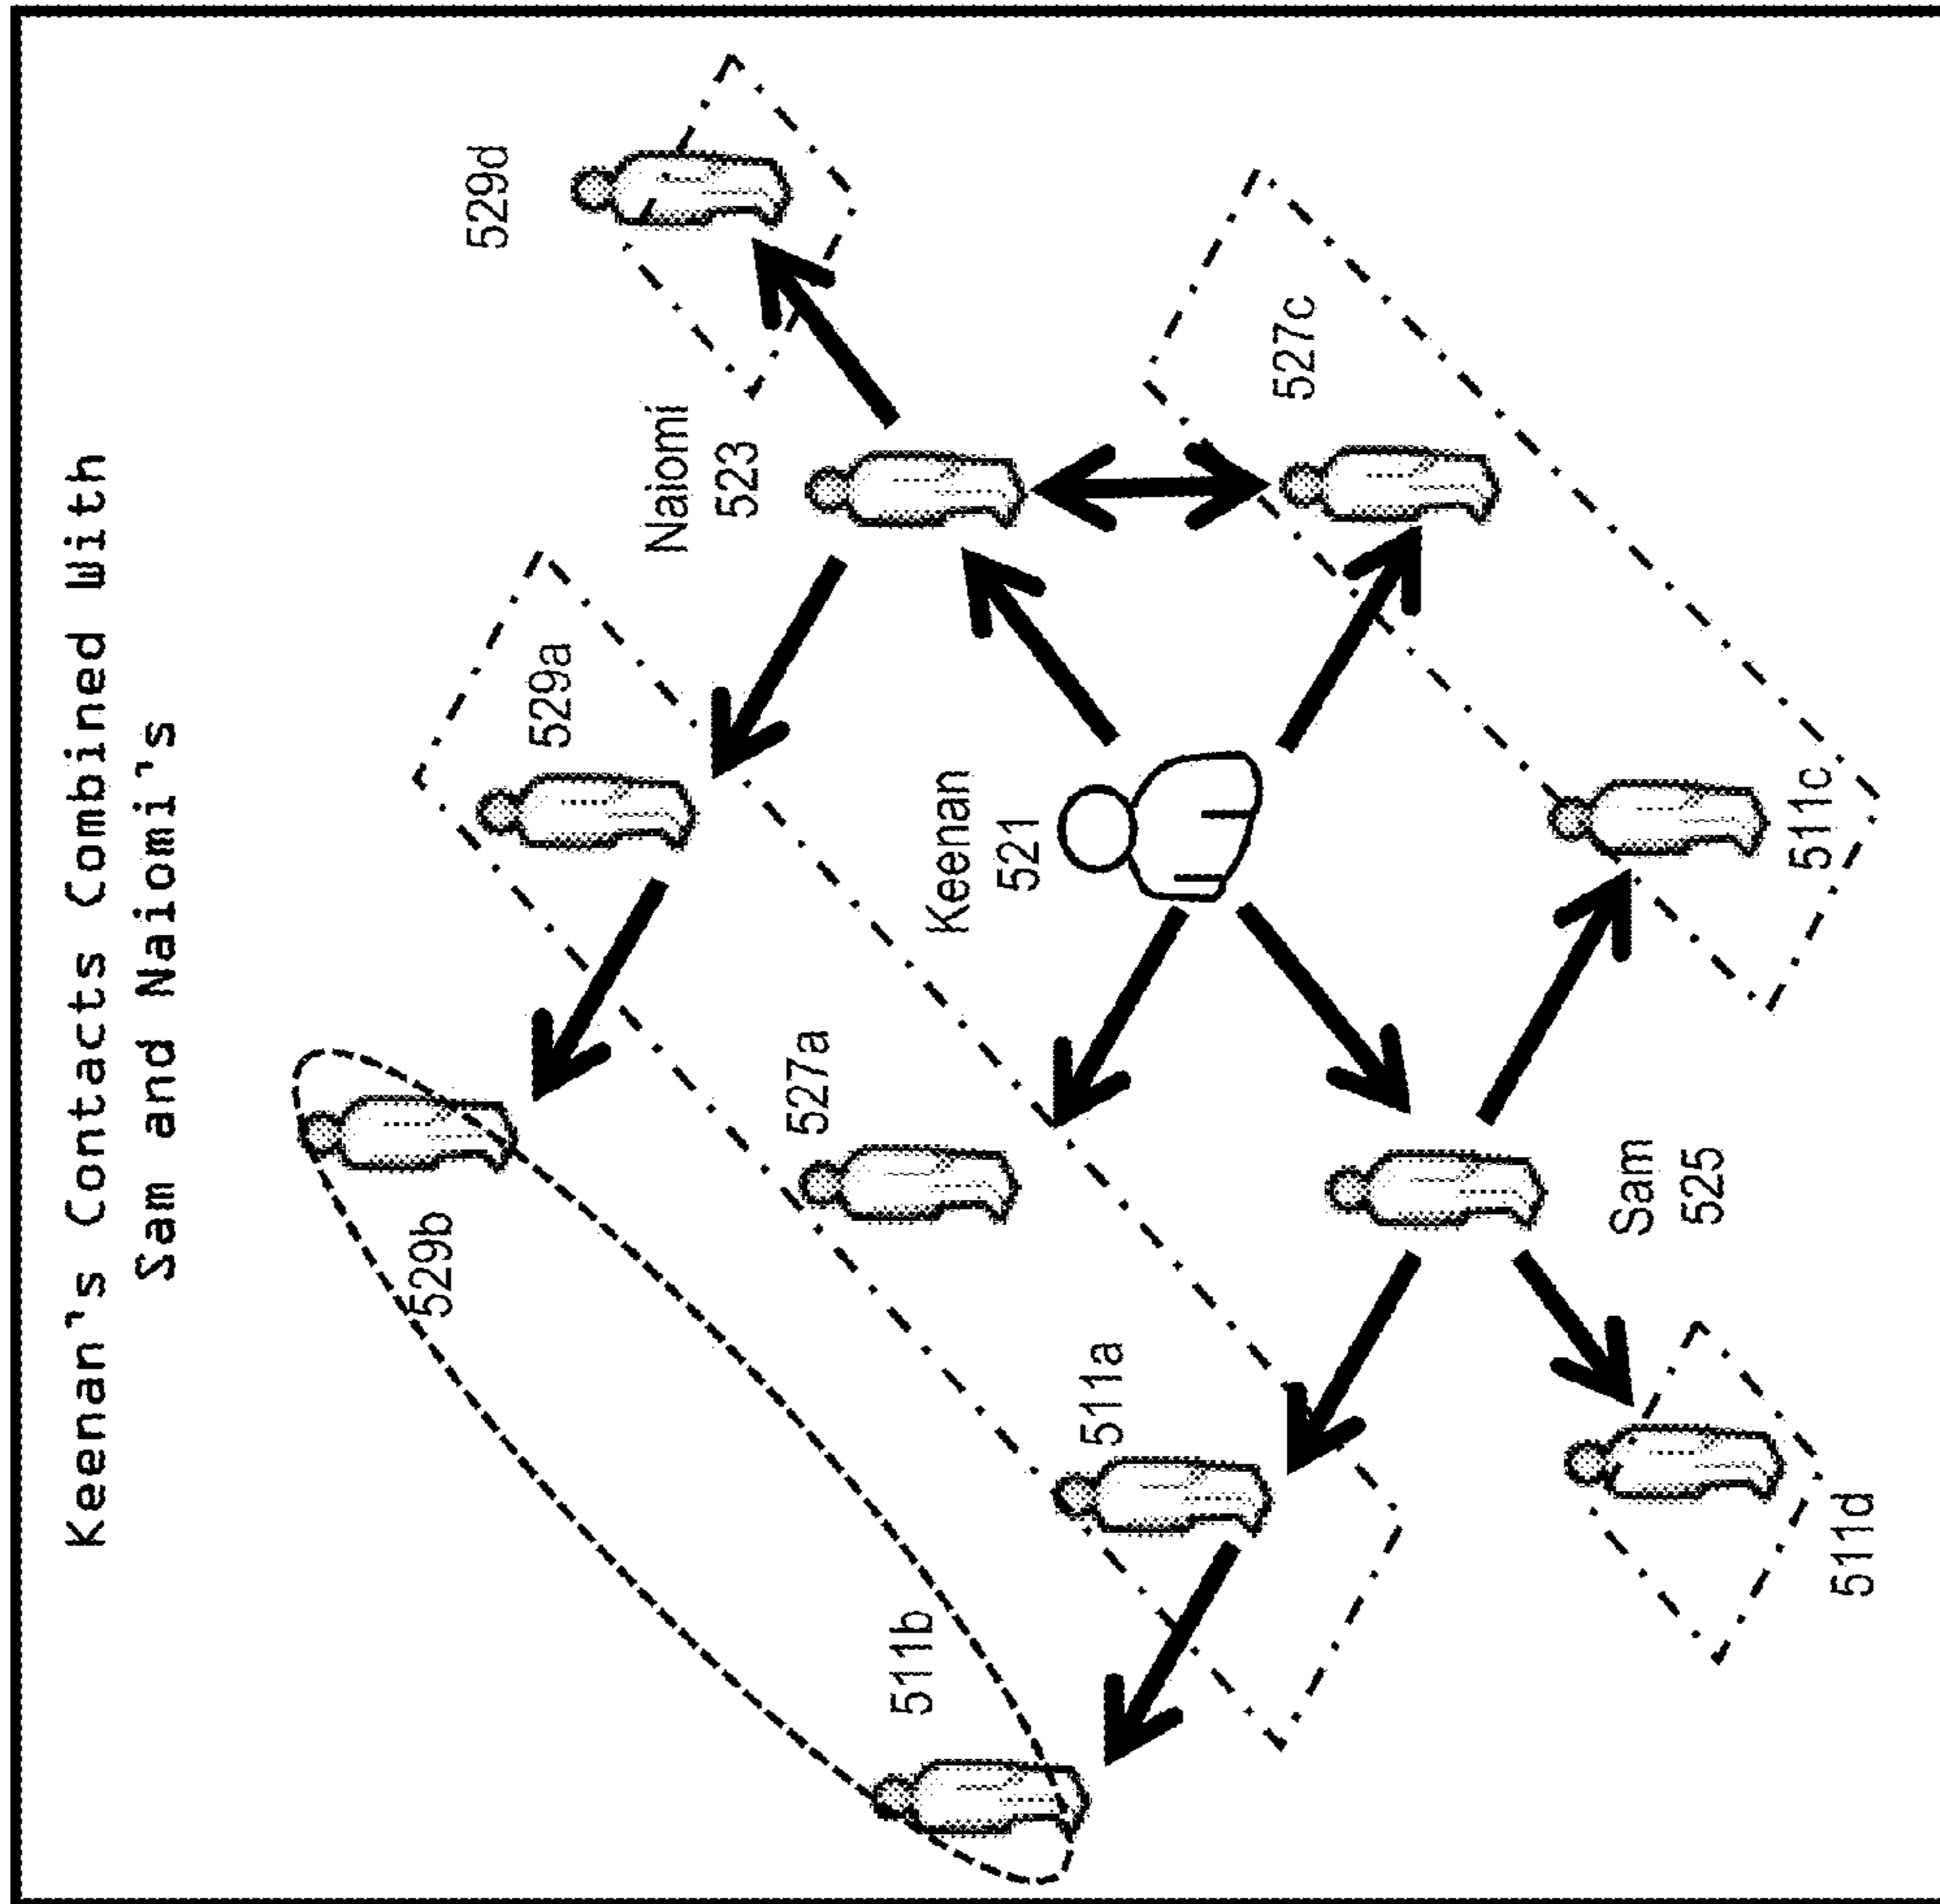 Keenan's Contacts Combined With
Sam and Naiomi's
529b
529d
529a
Naiomi
523
527a
511b
Keenan
521
511a
527c
Sam
525
511c
511d